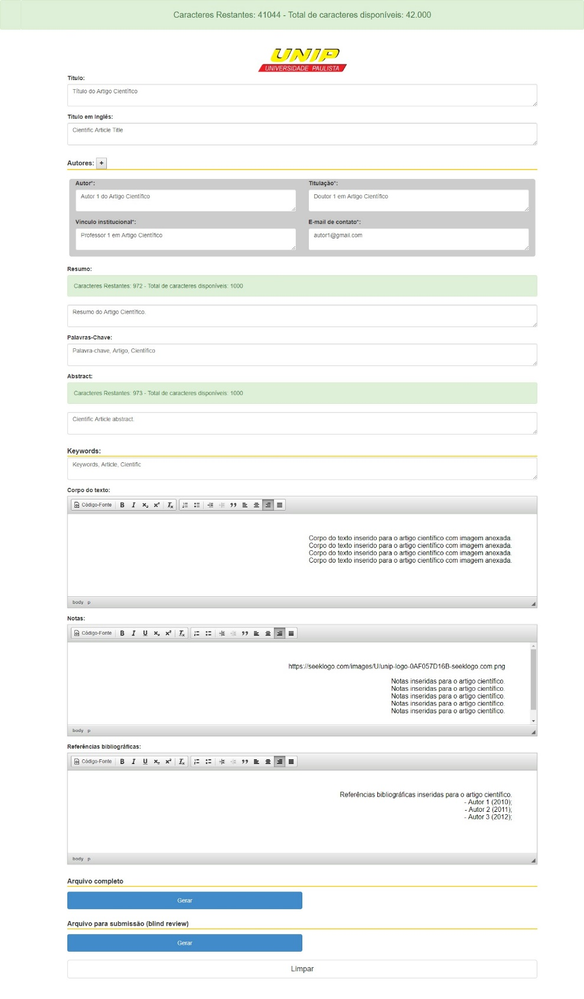 Caracteres Restantes: 41044 - Total de caracteres disponíveis: 42.000
UNIP
UNIVERSIDADE PAULISTA
Título:
Título do Artigo Científico
Título em Inglês:
Cientific Article Title
Autores: +
Autor*:
Titulação*:
Autor 1 do Artigo Científico
Doutor 1 em Artigo Científico
Vínculo institucional*:
E-mail de contato*:
Professor 1 em Artigo Científico
autor1@gmail.com
Resumo:
Caracteres Restantes: 972 - Total de caracteres disponíveis: 1000
Resumo do Artigo Científico.
Palavras-Chave:
Palavra-chave, Artigo, Científico
Abstract:
Caracteres Restantes: 973 - Total de caracteres disponíveis: 1000
Cientific Article abstract.
Keywords:
Keywords, Article, Cientific
Corpo do texto:
Código-Fonte B I x₂ x² Tx
Corpo do texto inserido para o artigo científico com imagem anexada.
Corpo do texto inserido para o artigo científico com imagem anexada.
Corpo do texto inserido para o artigo científico com imagem anexada.
Corpo do texto inserido para o artigo científico com imagem anexada.
body p
Notas:
Código-Fonte B I U x₂ x² Tx
https://seeklogo.com/images/U/unip-logo-0AF057D16B-seeklogo.com.png
Notas inseridas para o artigo científico.
Notas inseridas para o artigo científico.
Notas inseridas para o artigo científico.
Notas inseridas para o artigo científico.
Notas inseridas para o artigo científico.
body p
Referências bibliográficas:
Código-Fonte B I U x₂ x² Tx
Referências bibliográficas inseridas para o artigo científico.
- Autor 1 (2010);
- Autor 2 (2011);
- Autor 3 (2012);
body p
Arquivo completo
Gerar
Arquivo para submissão (blind review)
Gerar
Limpar